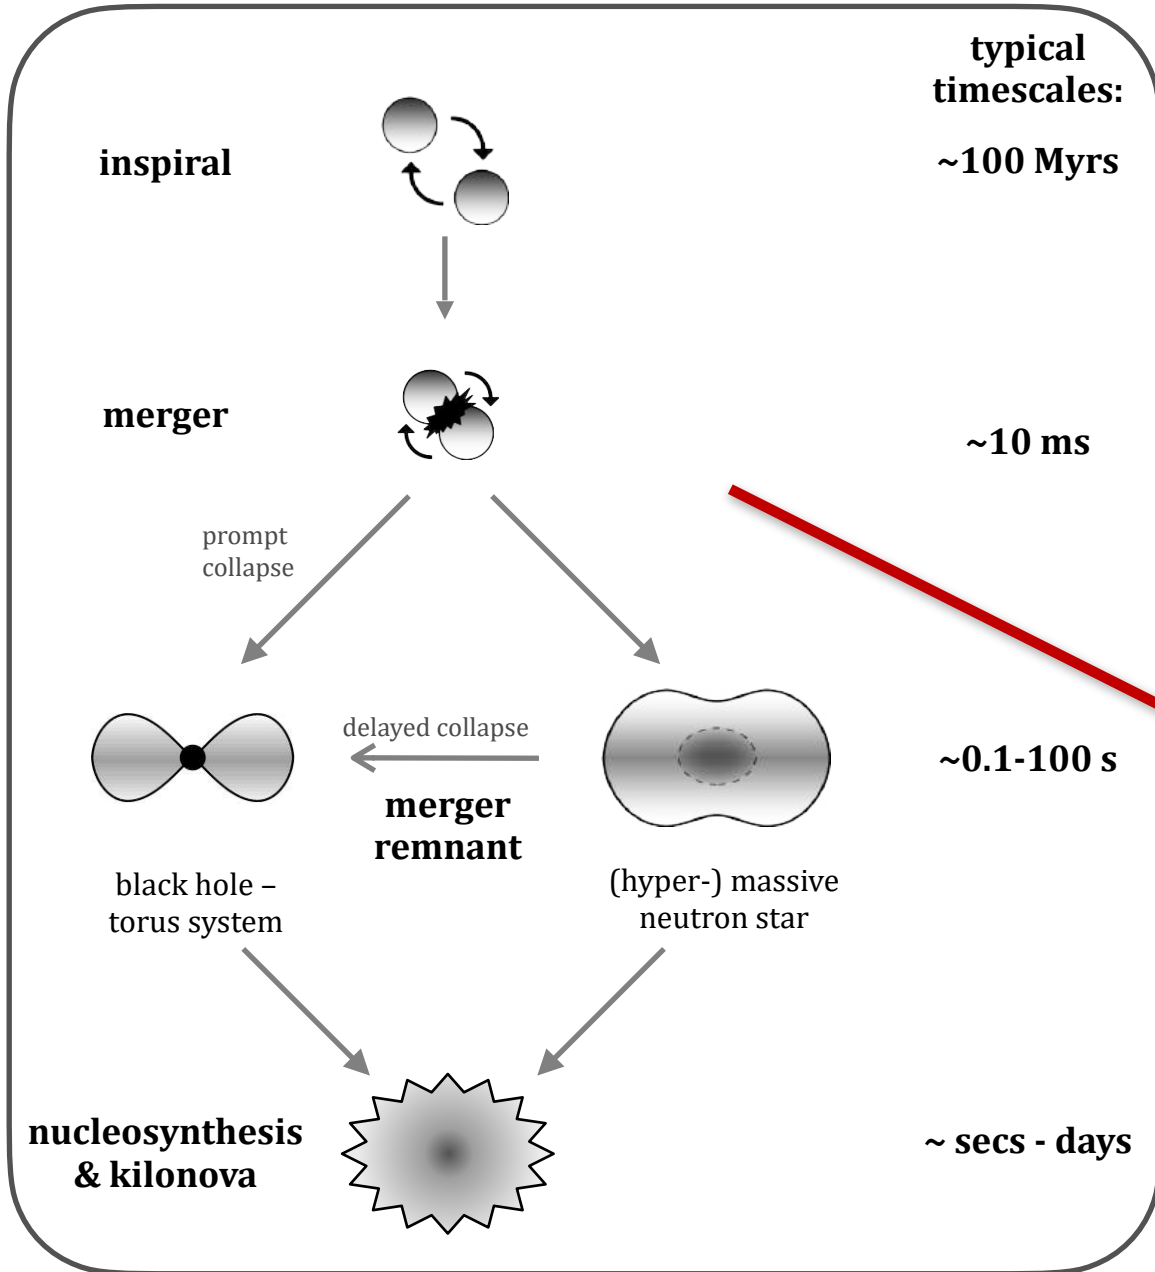 typical
timescales:
inspiral
~100 Myrs
merger
~10 ms
prompt
collapse
delayed collapse
~0.1-100 s
merger
remnant
black hole –
torus system
(hyper-) massive
neutron star
nucleosynthesis
& kilonova
~ secs - days